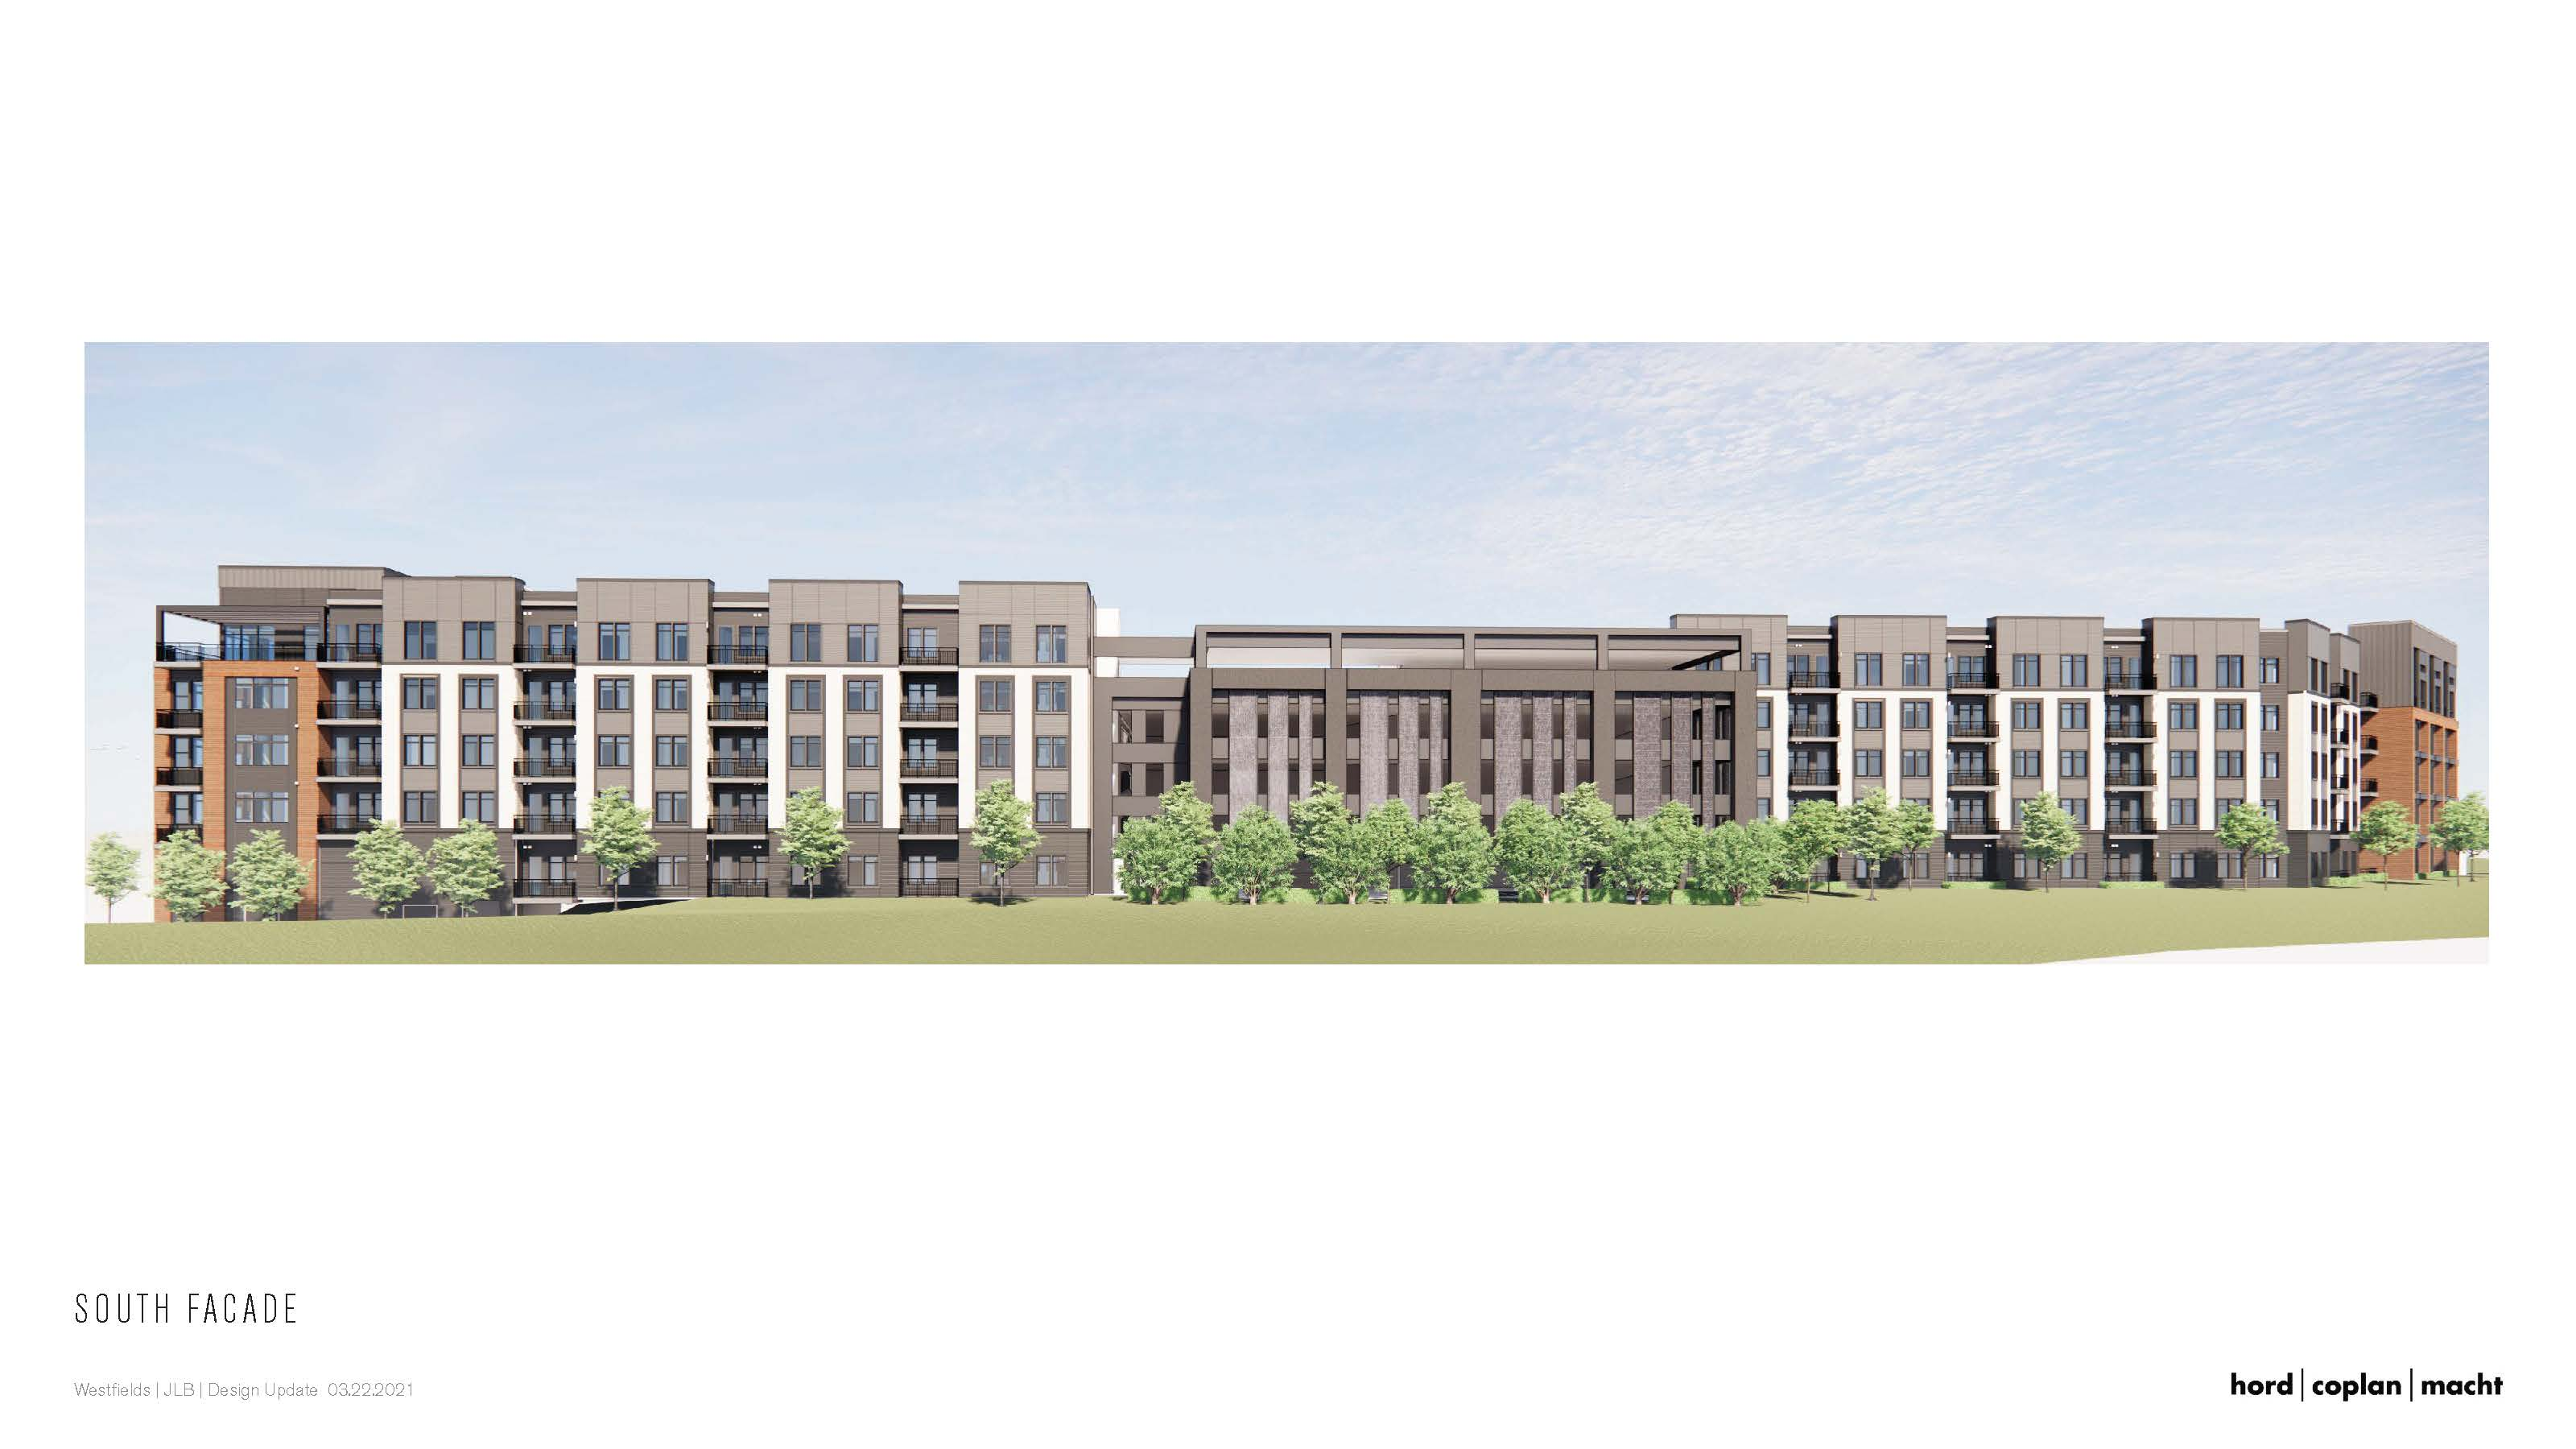 SOUTH FACADE
Westfields | JLB | Design Update 03.22.2021
hord | coplan | macht